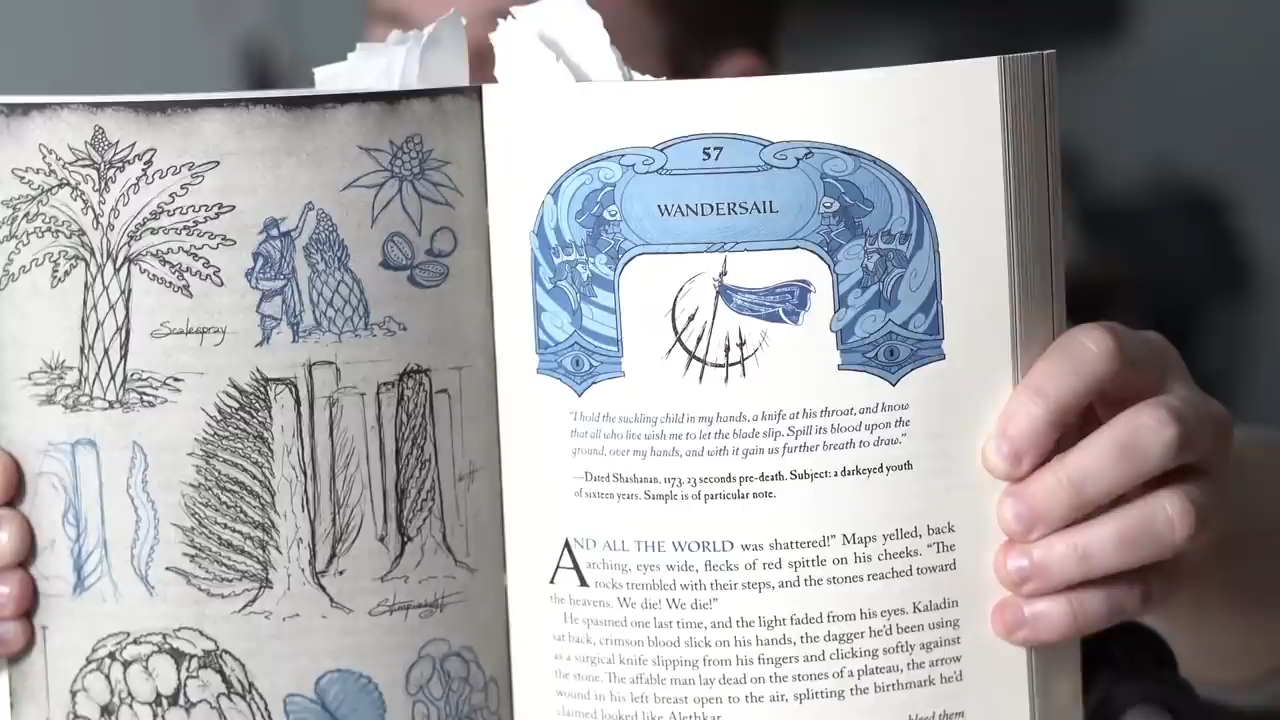 Scalespray
57
WANDERSAIL
"I hold the suckling child in my hands, a knife at his throat, and know
that all who live wish me to let the blade slip. Spill its blood upon the
ground, over my hands, and with it gain us further breath to draw."
—Dated Shashanan, 1173, 23 seconds pre-death. Subject: a darkeyed youth
of sixteen years. Sample is of particular note.
AND ALL THE WORLD was shattered!" Maps yelled, back
arching, eyes wide, flecks of red spittle on his cheeks. "The
rocks trembled with their steps, and the stones reached toward
the heavens. We die! We die!"
He spasmed one last time, and the light faded from his eyes. Kaladin
sat back, crimson blood slick on his hands, the dagger he'd been using
as a surgical knife slipping from his fingers and clicking softly against
the stone. The affable man lay dead on the stones of a plateau, the arrow
wound in his left breast open to the air, splitting the birthmark he'd
claimed looked like Alethkar.
them